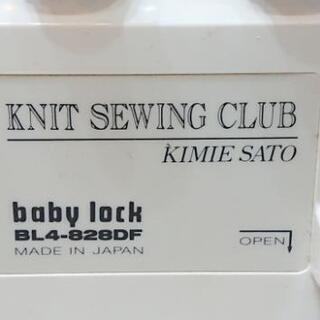 KNIT SEWING CLUB
KIMIE SATO
baby lock
BL4-828DF
MADE IN JAPAN
OPEN